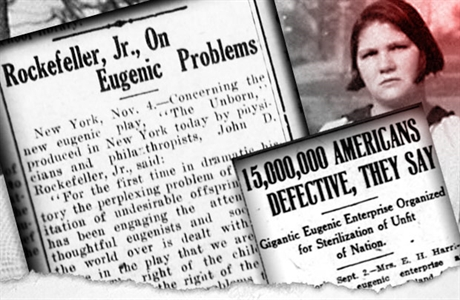 Rockefeller, Jr., On
Eugenic Problems
New York, Nov. 4.—Concerning the
new eugenic play, "The Unborn,"
produced in New York today by physi-
cians and philanthropists, John D.
Rockefeller, Jr., said:
"For the first time in dramatic his
tory the perplexing problem of
itation of undesirable offspring
has been engaging the atten
thoughtful eugenists and soc
the world over is dealt with
in the play that we are
right of the chil
the right of the
15,000,000 AMERICANS
DEFECTIVE, THEY SAY
Gigantic Eugenic Enterprise Organized
for Sterilization of Unfit
of Nation.
Sept. 2.—Mrs. E. H. Harr
eugenic enterprise